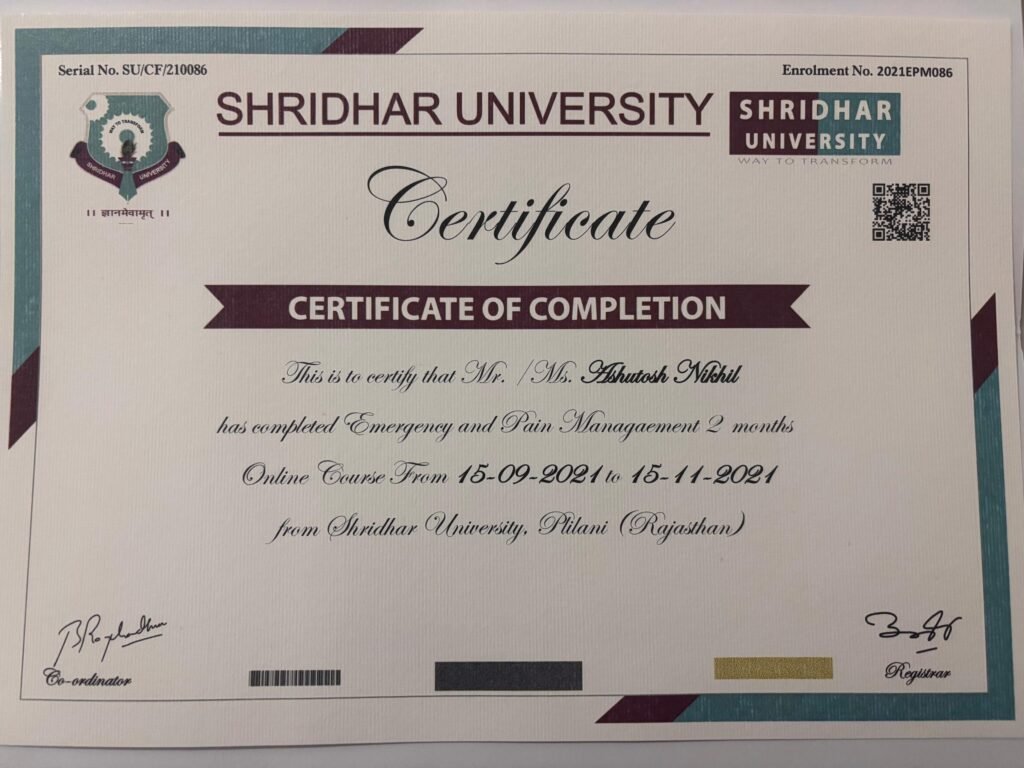 Serial No. SU/CF/210086
Enrolment No. 2021EPM086
SHRIDHAR UNIVERSITY
SHRIDHAR
UNIVERSITY
WAY TO TRANSFORM
WAY TO TRANSFORM
SHRIDHAR UNIVERSITY
।। ज्ञानमेवामृत् ।।
Certificate
CERTIFICATE OF COMPLETION
This is to certify that Mr. /Ms. Ashutosh Nikhil
has completed Emergency and Pain Managaement 2 months
Online Course From 15-09-2021 to 15-11-2021
from Shridhar University, Plilani (Rajasthan)
Co-ordinator
Registrar